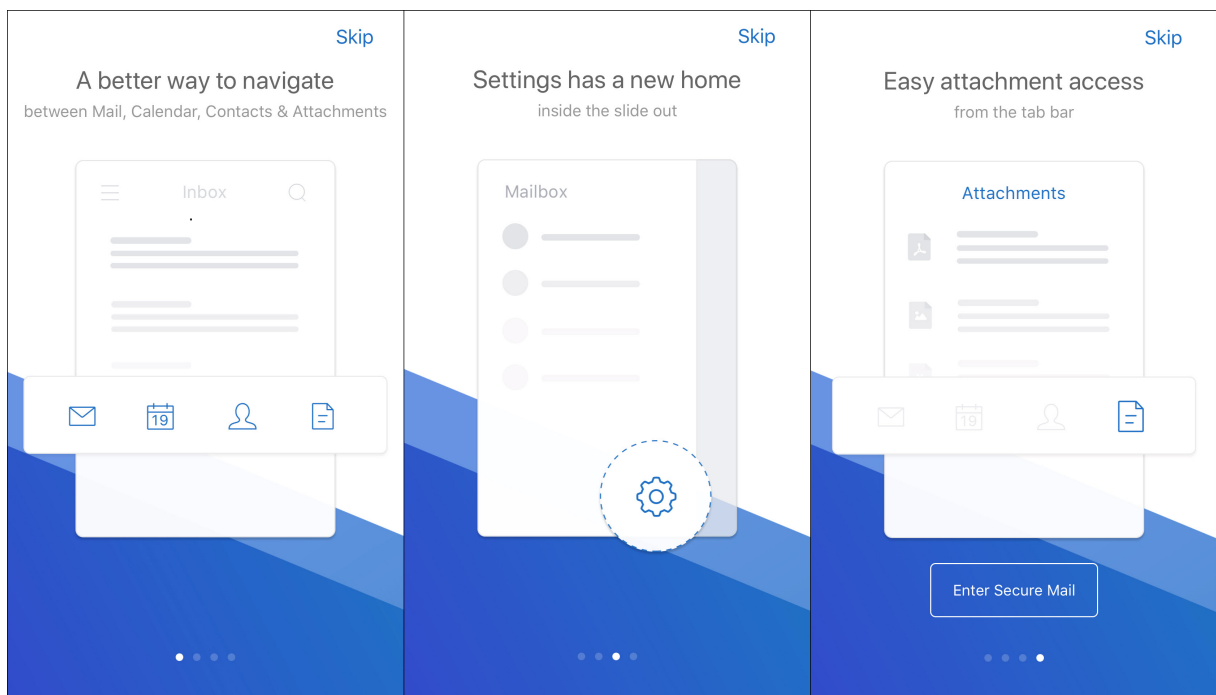 Skip
A better way to navigate
between Mail, Calendar, Contacts & Attachments
Inbox
19
Skip
Settings has a new home
inside the slide out
Mailbox
Skip
Easy attachment access
from the tab bar
Attachments
19
Enter Secure Mail